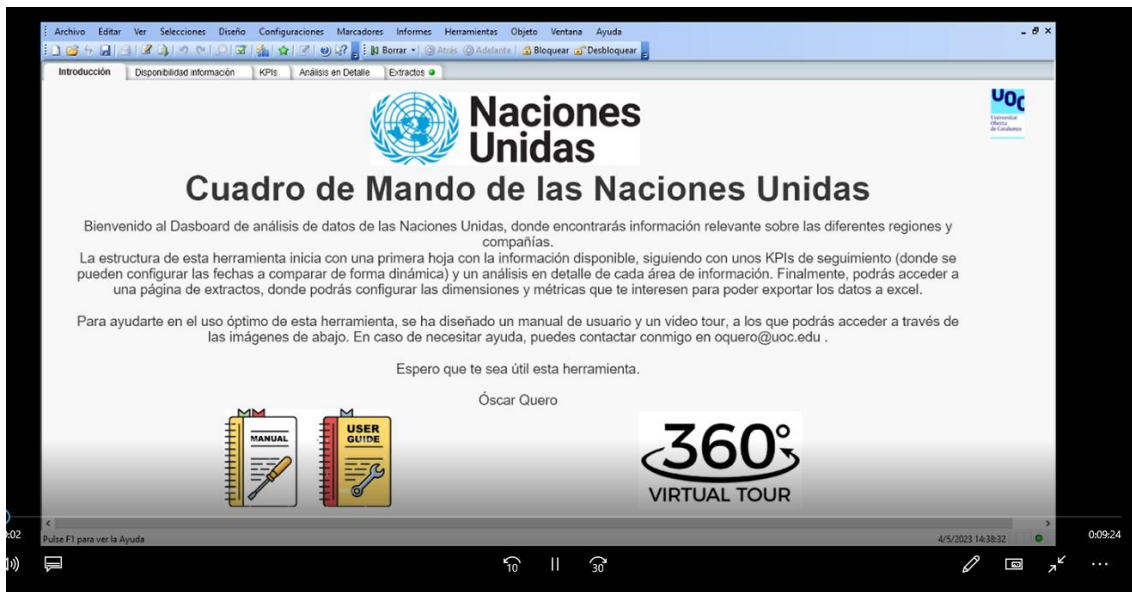 Archivo Editar Ver Selecciones Diseño Configuraciones Marcadores Informes Herramientas Objeto Ventana Ayuda
Borrar Atrás Adelante Bloquear Desbloquear
Introducción Disponibilidad información KPIs Análisis en Detalle Extractos
Naciones
Unidas
UOC
Universitat
Oberta
de Catalunya
Cuadro de Mando de las Naciones Unidas
Bienvenido al Dasboard de análisis de datos de las Naciones Unidas, donde encontrarás información relevante sobre las diferentes regiones y
compañías.
La estructura de esta herramienta inicia con una primera hoja con la información disponible, siguiendo con unos KPIs de seguimiento (donde se
pueden configurar las fechas a comparar de forma dinámica) y un análisis en detalle de cada área de información. Finalmente, podrás acceder a
una página de extractos, donde podrás configurar las dimensiones y métricas que te interesen para poder exportar los datos a excel.
Para ayudarte en el uso óptimo de esta herramienta, se ha diseñado un manual de usuario y un video tour, a los que podrás acceder a través de
las imágenes de abajo. En caso de necesitar ayuda, puedes contactar conmigo en oquero@uoc.edu .
Espero que te sea útil esta herramienta.
Óscar Quero
MANUAL
USER
GUIDE
360°
VIRTUAL TOUR
Pulse F1 para ver la Ayuda 4/5/2023 14:38:32
:02 0:09:24
10 30